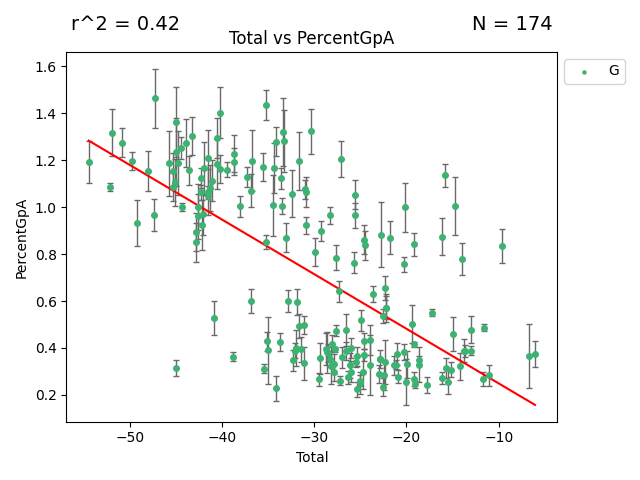 r^2 = 0.42
N = 174
Total vs PercentGpA
G
PercentGpA
1.6
1.4
1.2
1.0
0.8
0.6
0.4
0.2
−50
−40
−30
−20
−10
Total